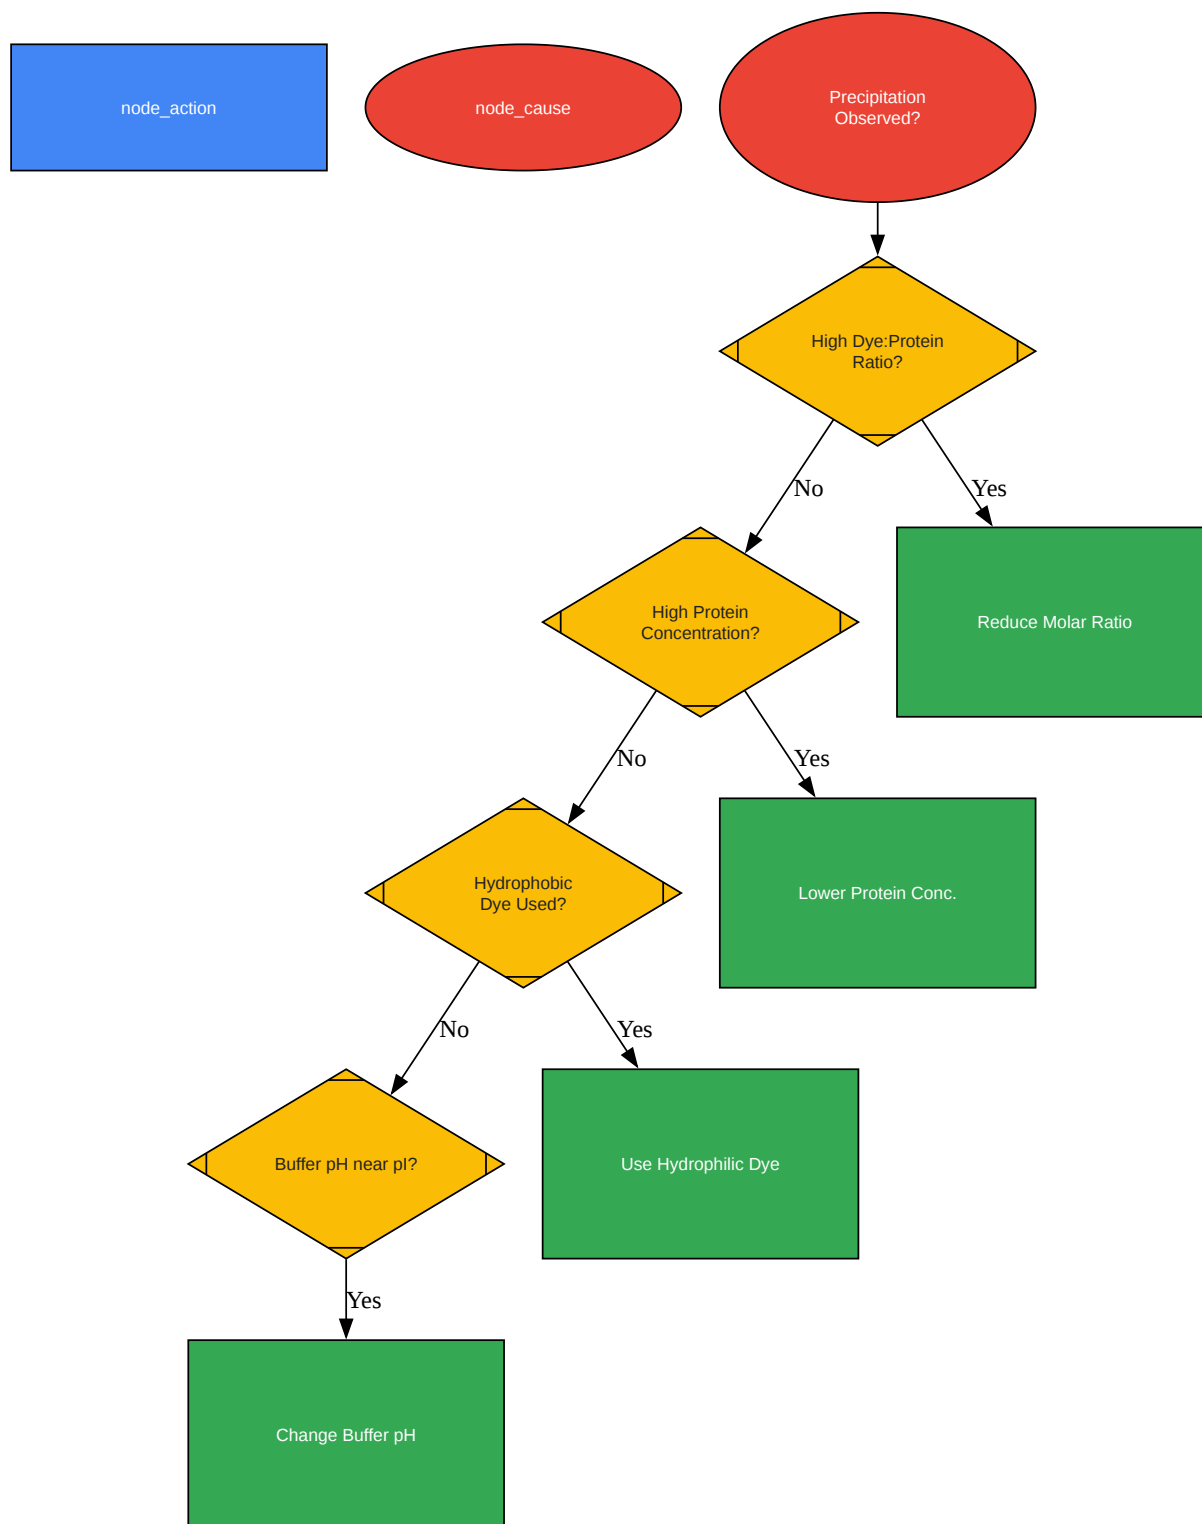 node_action
node_cause
Precipitation
Observed?
High Dye:Protein
Ratio?
No
Yes
High Protein
Concentration?
Reduce Molar Ratio
No
Yes
Hydrophobic
Dye Used?
Lower Protein Conc.
No
Yes
Buffer pH near pI?
Use Hydrophilic Dye
Yes
Change Buffer pH